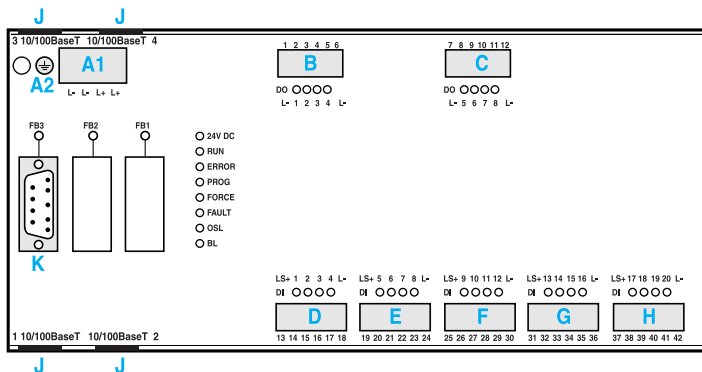 J J
3 10/100BaseT 10/100BaseT 4
A1
A2
L- L- L+ L+
1 2 3 4 5 6
B
DO
L- 1 2 3 4 L-
7 8 9 10 11 12
C
DO
L- 5 6 7 8 L-
FB3 FB2 FB1
24V DC
RUN
ERROR
PROG
FORCE
FAULT
OSL
BL
K
LS+ 1 2 3 4 L-
DI
D
13 14 15 16 17 18
LS+ 5 6 7 8 L-
DI
E
19 20 21 22 23 24
LS+ 9 10 11 12 L-
DI
F
25 26 27 28 29 30
LS+ 13 14 15 16 L-
DI
G
31 32 33 34 35 36
LS+ 17 18 19 20 L-
DI
H
37 38 39 40 41 42
1 10/100BaseT 10/100BaseT 2
J J